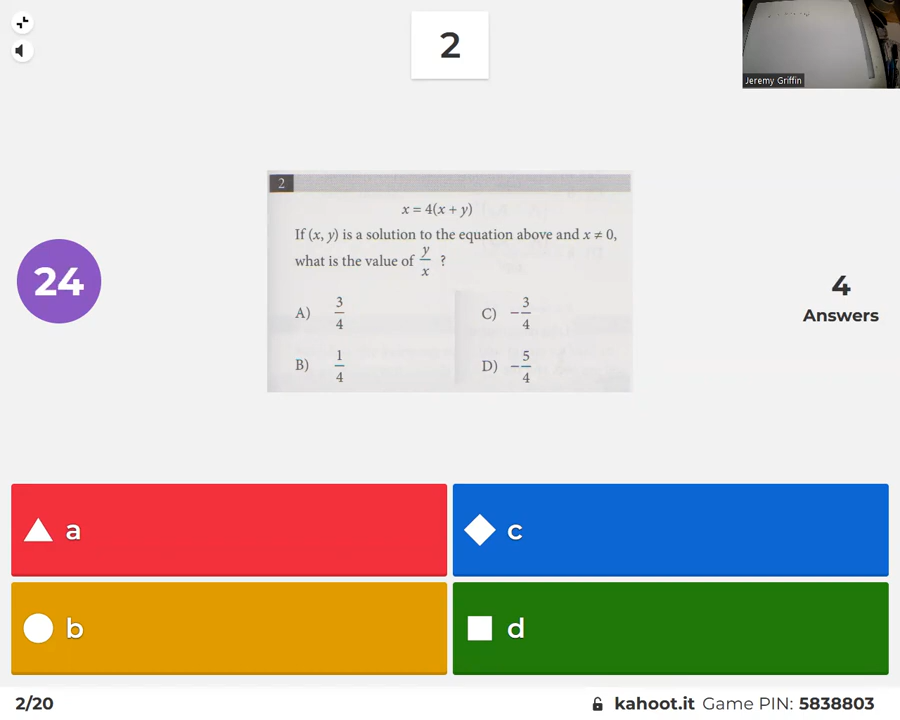 2
Jeremy Griffin
2
x = 4(x + y)
If (x, y) is a solution to the equation above and x ≠ 0,
what is the value of y/x ?
24
4
Answers
A) 3/4
C) -3/4
B) 1/4
D) -5/4
a
c
b
d
2/20
kahoot.it Game PIN: 5838803